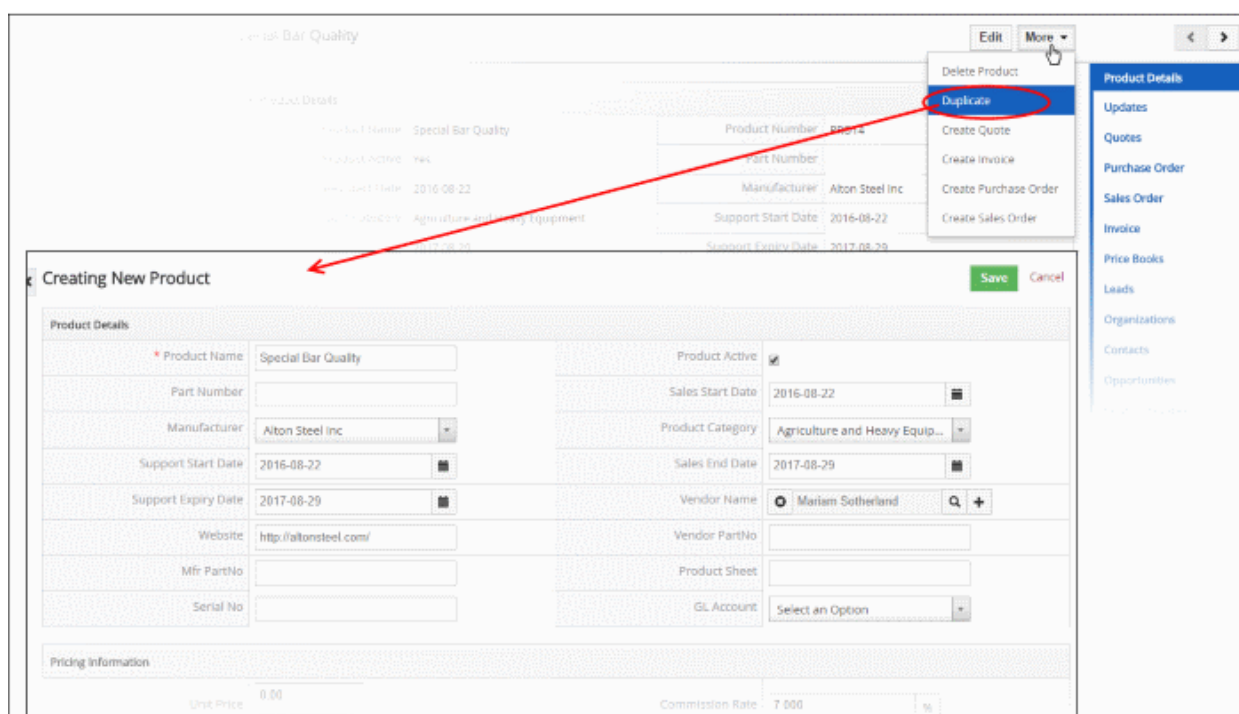 Bar Quality
Edit More
Delete Product
Duplicate
Create Quote
Create Invoice
Create Purchase Order
Create Sales Order
Product Details
Updates
Quotes
Purchase Order
Sales Order
Invoice
Price Books
Leads
Organizations
Contacts
Opportunities
Product Details
Special Bar Quality Product Number
Yes Part Number
2016-08-22 Manufacturer Alton Steel Inc
Agriculture and Heavy Equipment Support Start Date 2016-08-22
2017-08-29 Support Expiry Date 2017-08-29
Creating New Product Save Cancel
Product Details
* Product Name Special Bar Quality Product Active
Part Number Sales Start Date 2016-08-22
Manufacturer Alton Steel Inc Product Category Agriculture and Heavy Equip...
Support Start Date 2016-08-22 Sales End Date 2017-08-29
Support Expiry Date 2017-08-29 Vendor Name Mariam Sotherland
Website http://altonsteel.com/ Vendor PartNo
Mfr PartNo Product Sheet
Serial No GL Account Select an Option
Pricing Information
Unit Price 0.00 Commission Rate 7.000 %